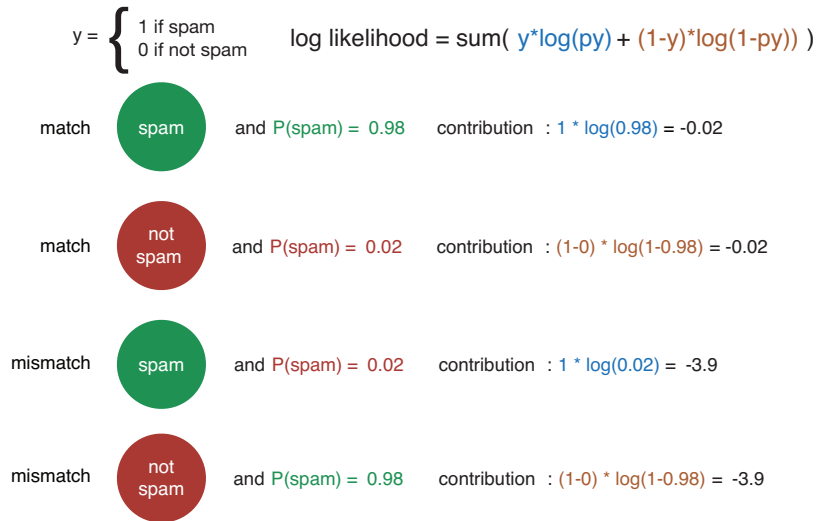 y = { 1 if spam
0 if not spam
log likelihood = sum( y*log(py) + (1-y)*log(1-py)) )
match spam and P(spam) = 0.98 contribution : 1 * log(0.98) = -0.02
match not spam and P(spam) = 0.02 contribution : (1-0) * log(1-0.98) = -0.02
mismatch spam and P(spam) = 0.02 contribution : 1 * log(0.02) = -3.9
mismatch not spam and P(spam) = 0.98 contribution : (1-0) * log(1-0.98) = -3.9